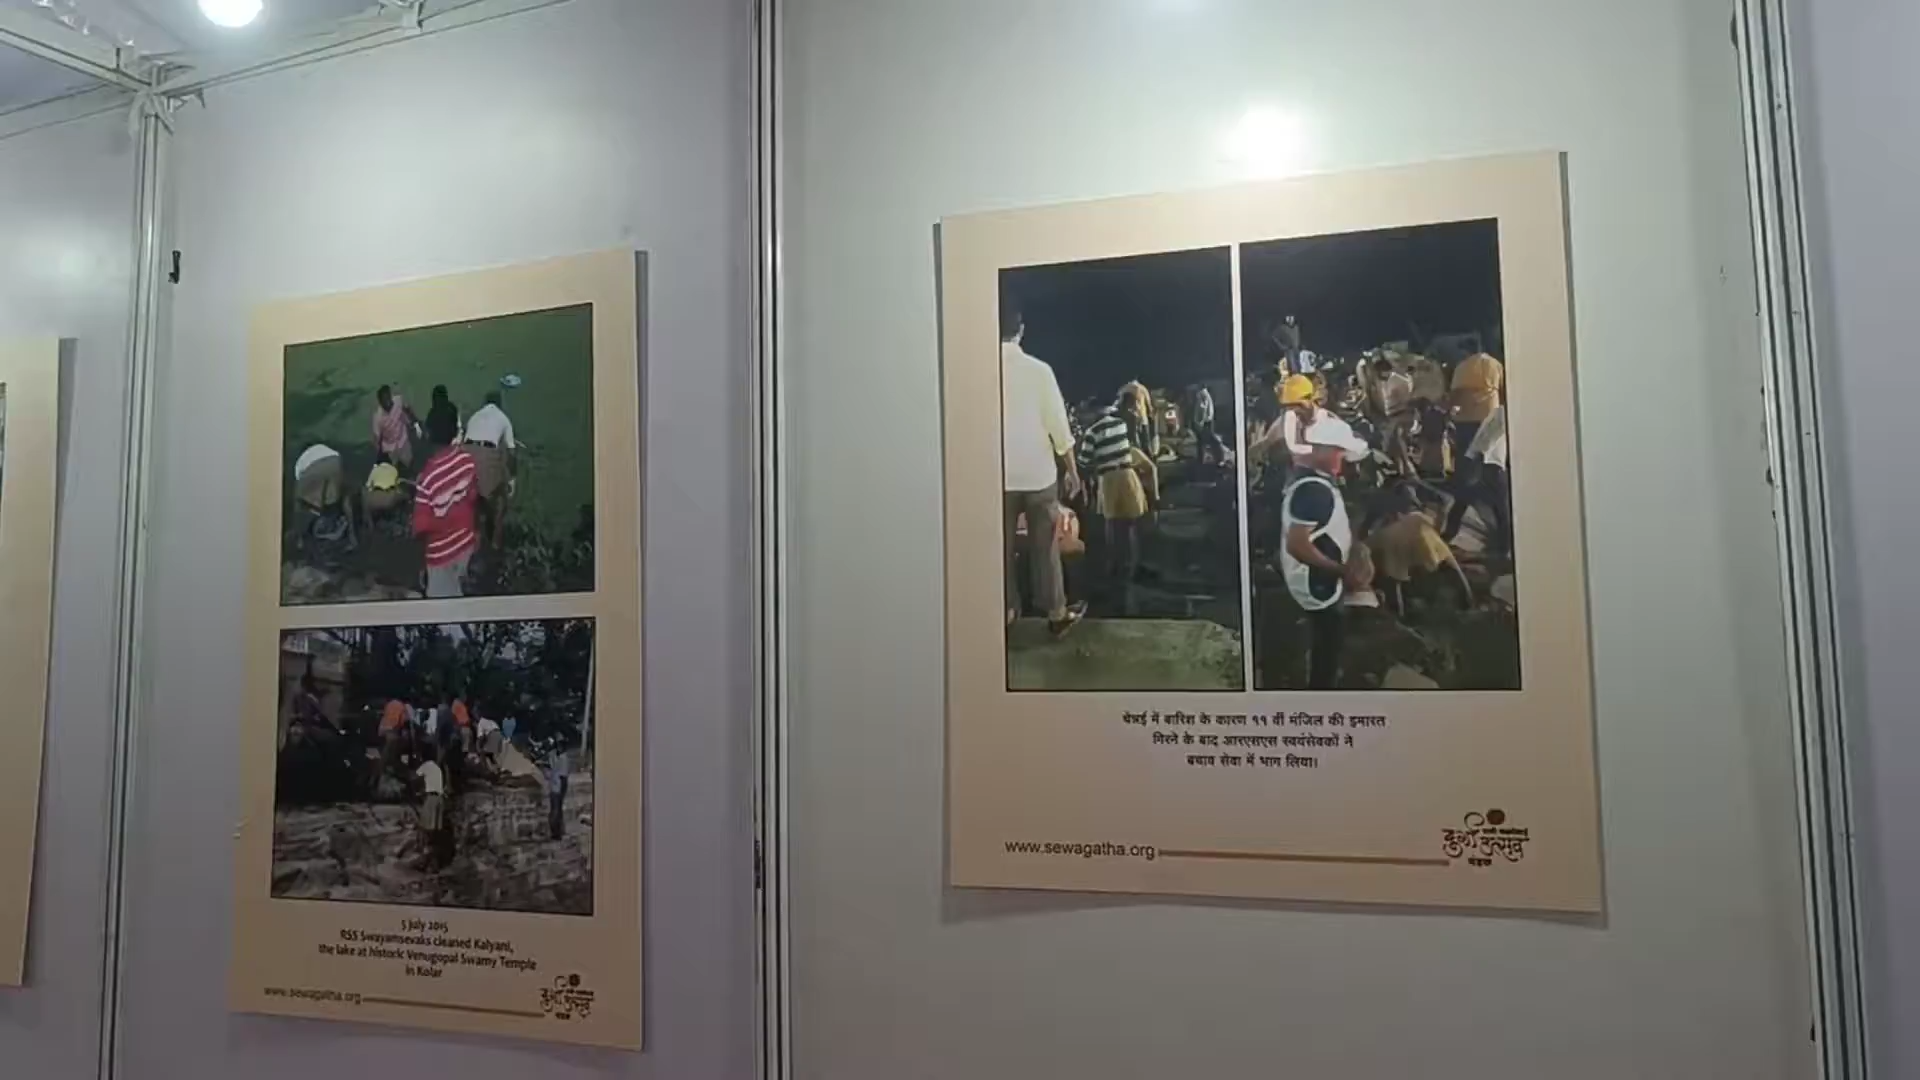 5 July 2015
RSS Swayamsevaks cleaned Kalyani,
the lake at historic Venugopal Swamy Temple
in Kolar
www.sewagatha.org
चेन्नई में बारिश के कारण ११ वीं मंजिल की इमारत
गिरने के बाद आरएसएस स्वयंसेवकों ने
बचाव सेवा में भाग लिया।
www.sewagatha.org